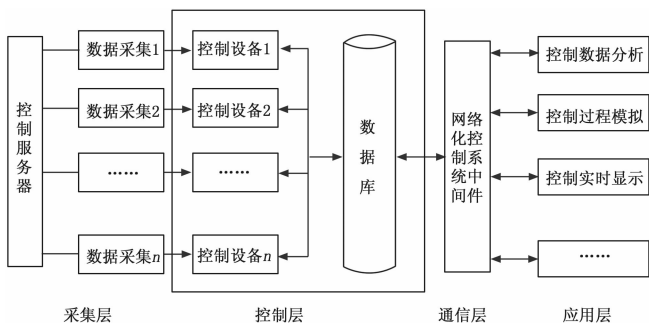 控制服务器
数据采集1
数据采集2
……
数据采集n
控制设备1
控制设备2
……
控制设备n
数据库
网络化控制系统中间件
控制数据分析
控制过程模拟
控制实时显示
……
采集层
控制层
通信层
应用层